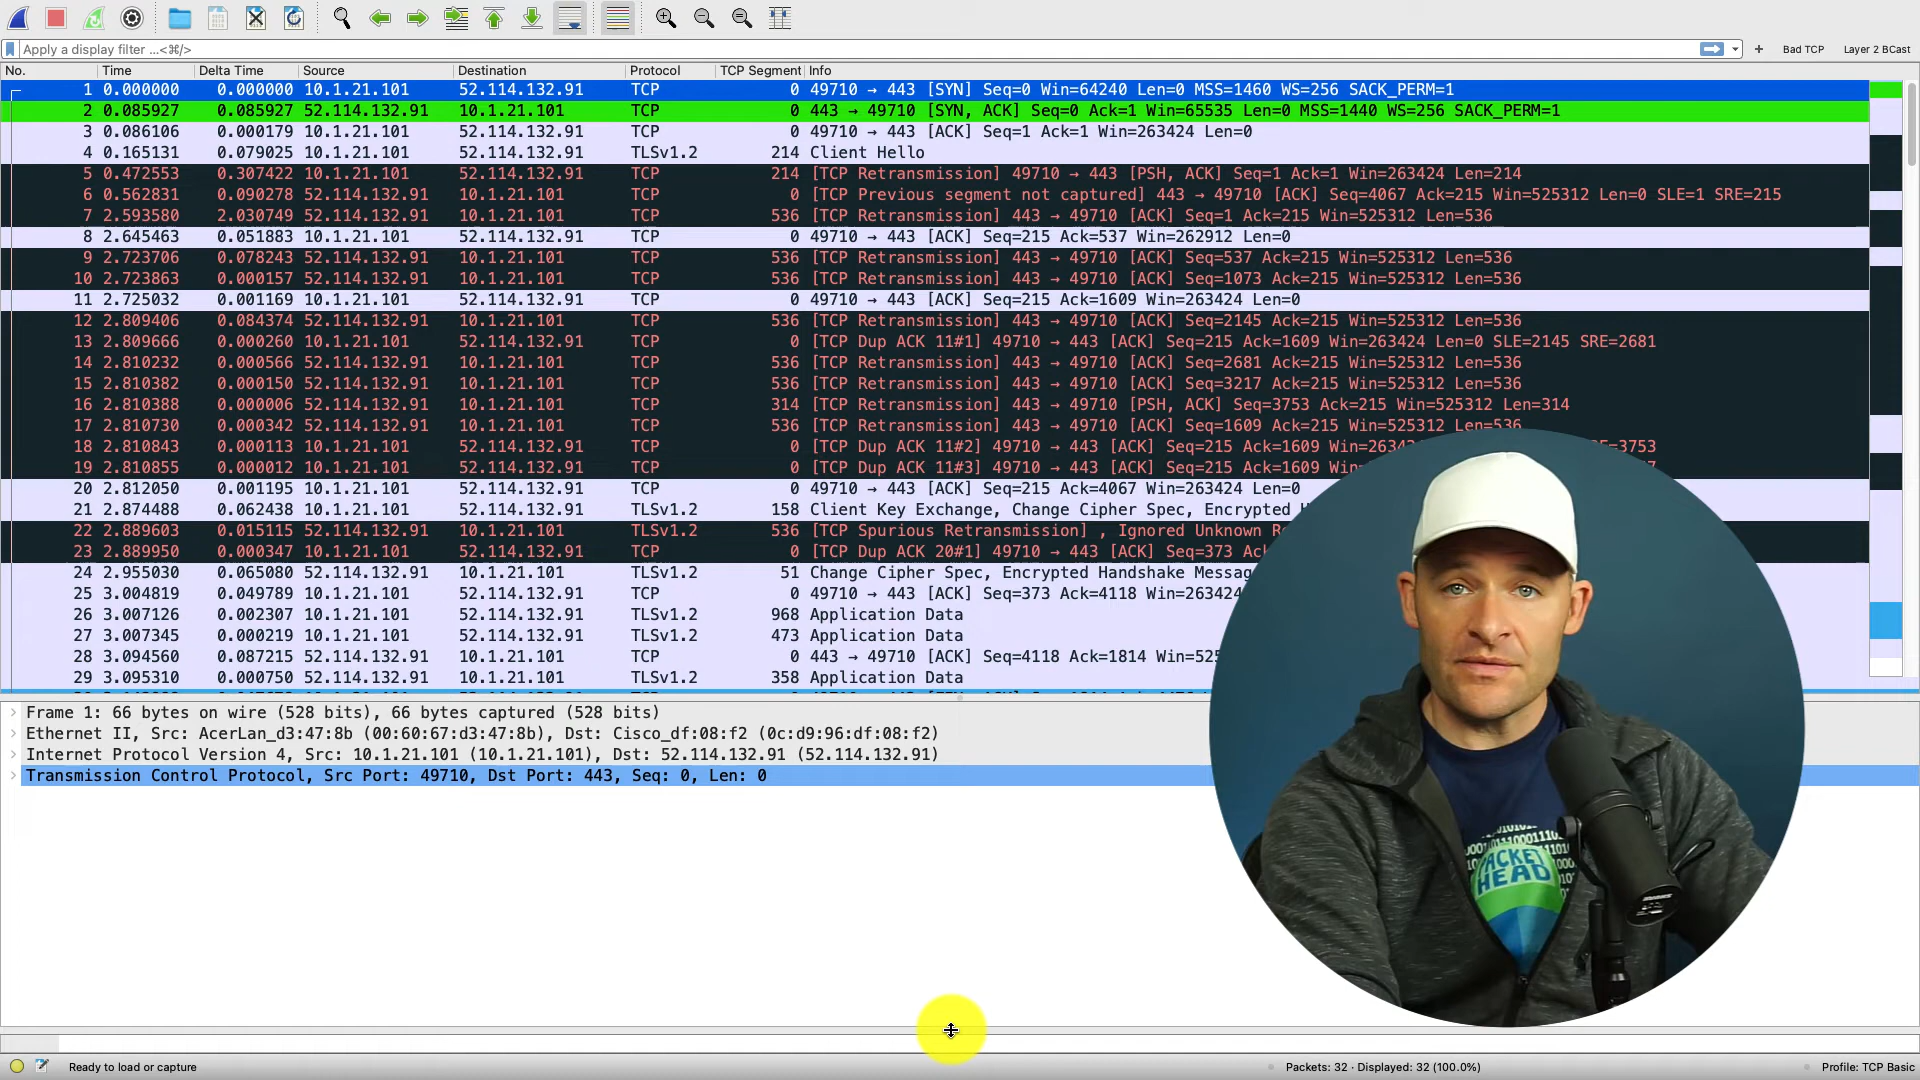 Apply a display filter ...<⌘/>
+ Bad TCP Layer 2 BCast
No. Time Delta Time Source Destination Protocol TCP Segment Info
1 0.000000 0.000000 10.1.21.101 52.114.132.91 TCP 0 49710 → 443 [SYN] Seq=0 Win=64240 Len=0 MSS=1460 WS=256 SACK_PERM=1
2 0.085927 0.085927 52.114.132.91 10.1.21.101 TCP 0 443 → 49710 [SYN, ACK] Seq=0 Ack=1 Win=65535 Len=0 MSS=1440 WS=256 SACK_PERM=1
3 0.086106 0.000179 10.1.21.101 52.114.132.91 TCP 0 49710 → 443 [ACK] Seq=1 Ack=1 Win=263424 Len=0
4 0.165131 0.079025 10.1.21.101 52.114.132.91 TLSv1.2 214 Client Hello
5 0.472553 0.307422 10.1.21.101 52.114.132.91 TCP 214 [TCP Retransmission] 49710 → 443 [PSH, ACK] Seq=1 Ack=1 Win=263424 Len=214
6 0.562831 0.090278 52.114.132.91 10.1.21.101 TCP 0 [TCP Previous segment not captured] 443 → 49710 [ACK] Seq=4067 Ack=215 Win=525312 Len=0 SLE=1 SRE=215
7 2.593580 2.030749 52.114.132.91 10.1.21.101 TCP 536 [TCP Retransmission] 443 → 49710 [ACK] Seq=1 Ack=215 Win=525312 Len=536
8 2.645463 0.051883 10.1.21.101 52.114.132.91 TCP 0 49710 → 443 [ACK] Seq=215 Ack=537 Win=262912 Len=0
9 2.723706 0.078243 52.114.132.91 10.1.21.101 TCP 536 [TCP Retransmission] 443 → 49710 [ACK] Seq=537 Ack=215 Win=525312 Len=536
10 2.723863 0.000157 52.114.132.91 10.1.21.101 TCP 536 [TCP Retransmission] 443 → 49710 [ACK] Seq=1073 Ack=215 Win=525312 Len=536
11 2.725032 0.001169 10.1.21.101 52.114.132.91 TCP 0 49710 → 443 [ACK] Seq=215 Ack=1609 Win=263424 Len=0
12 2.809406 0.084374 52.114.132.91 10.1.21.101 TCP 536 [TCP Retransmission] 443 → 49710 [ACK] Seq=2145 Ack=215 Win=525312 Len=536
13 2.809666 0.000260 10.1.21.101 52.114.132.91 TCP 0 [TCP Dup ACK 11#1] 49710 → 443 [ACK] Seq=215 Ack=1609 Win=263424 Len=0 SLE=2145 SRE=2681
14 2.810232 0.000566 52.114.132.91 10.1.21.101 TCP 536 [TCP Retransmission] 443 → 49710 [ACK] Seq=2681 Ack=215 Win=525312 Len=536
15 2.810382 0.000150 52.114.132.91 10.1.21.101 TCP 536 [TCP Retransmission] 443 → 49710 [ACK] Seq=3217 Ack=215 Win=525312 Len=536
16 2.810388 0.000006 52.114.132.91 10.1.21.101 TCP 314 [TCP Retransmission] 443 → 49710 [PSH, ACK] Seq=3753 Ack=215 Win=525312 Len=314
17 2.810730 0.000342 52.114.132.91 10.1.21.101 TCP 536 [TCP Retransmission] 443 → 49710 [ACK] Seq=1609 Ack=215 Win=525312 Len=536
18 2.810843 0.000113 10.1.21.101 52.114.132.91 TCP 0 [TCP Dup ACK 11#2] 49710 → 443 [ACK] Seq=215 Ack=1609 Win=2634 =3753
19 2.810855 0.000012 10.1.21.101 52.114.132.91 TCP 0 [TCP Dup ACK 11#3] 49710 → 443 [ACK] Seq=215 Ack=1609
20 2.812050 0.001195 10.1.21.101 52.114.132.91 TCP 0 49710 → 443 [ACK] Seq=215 Ack=4067 Win=263424 Len=0
21 2.874488 0.062438 10.1.21.101 52.114.132.91 TLSv1.2 158 Client Key Exchange, Change Cipher Spec, Encrypted
22 2.889603 0.015115 52.114.132.91 10.1.21.101 TLSv1.2 536 [TCP Spurious Retransmission] , Ignored Unknown Re
23 2.889950 0.000347 10.1.21.101 52.114.132.91 TCP 0 [TCP Dup ACK 20#1] 49710 → 443 [ACK] Seq=373 Ac
24 2.955030 0.065080 52.114.132.91 10.1.21.101 TLSv1.2 51 Change Cipher Spec, Encrypted Handshake Messag
25 3.004819 0.049789 10.1.21.101 52.114.132.91 TCP 0 49710 → 443 [ACK] Seq=373 Ack=4118 Win=263424
26 3.007126 0.002307 10.1.21.101 52.114.132.91 TLSv1.2 968 Application Data
27 3.007345 0.000219 10.1.21.101 52.114.132.91 TLSv1.2 473 Application Data
28 3.094560 0.087215 52.114.132.91 10.1.21.101 TCP 0 443 → 49710 [ACK] Seq=4118 Ack=1814 Win=525
29 3.095310 0.000750 52.114.132.91 10.1.21.101 TLSv1.2 358 Application Data
Frame 1: 66 bytes on wire (528 bits), 66 bytes captured (528 bits)
Ethernet II, Src: AcerLan_d3:47:8b (00:60:67:d3:47:8b), Dst: Cisco_df:08:f2 (0c:d9:96:df:08:f2)
Internet Protocol Version 4, Src: 10.1.21.101 (10.1.21.101), Dst: 52.114.132.91 (52.114.132.91)
Transmission Control Protocol, Src Port: 49710, Dst Port: 443, Seq: 0, Len: 0
PACKET
HEAD
Ready to load or capture
Packets: 32 · Displayed: 32 (100.0%)
Profile: TCP Basic